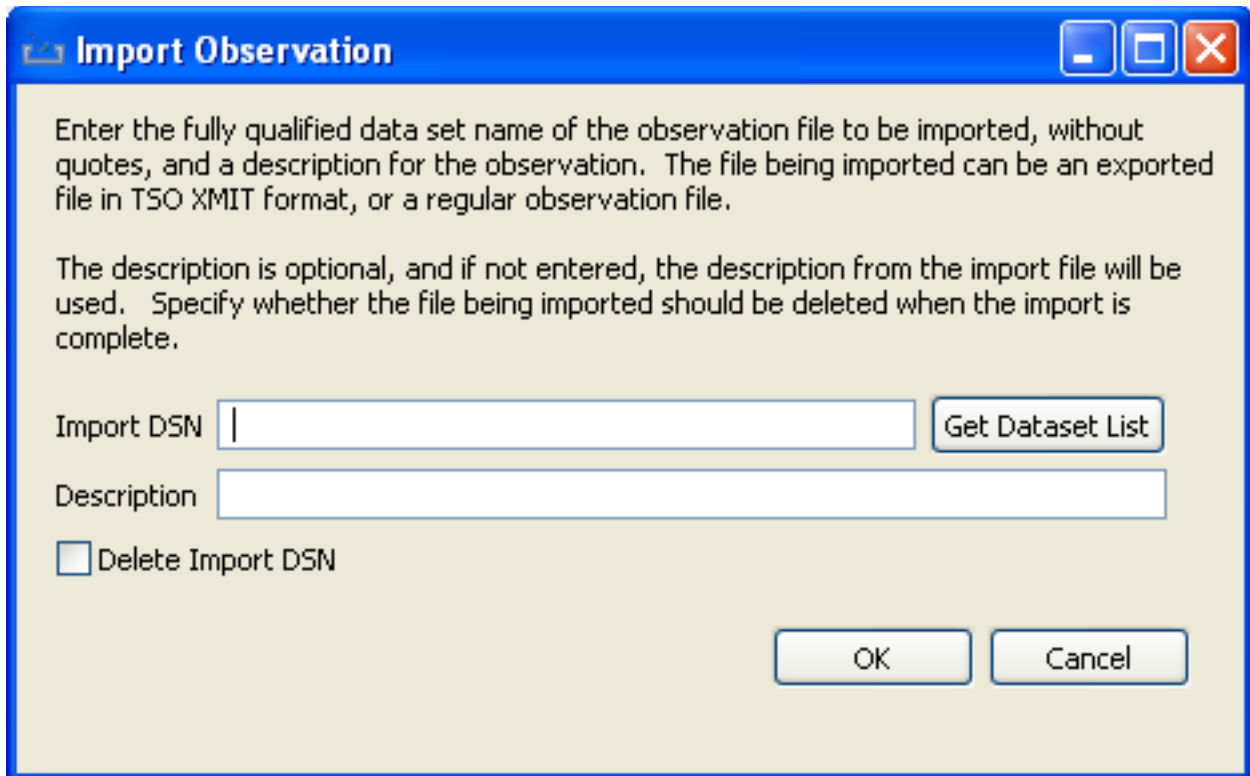 Import Observation
Enter the fully qualified data set name of the observation file to be imported, without
quotes, and a description for the observation.  The file being imported can be an exported
file in TSO XMIT format, or a regular observation file.
The description is optional, and if not entered, the description from the import file will be
used.   Specify whether the file being imported should be deleted when the import is
complete.
Import DSN
Get Dataset List
Description
Delete Import DSN
OK
Cancel